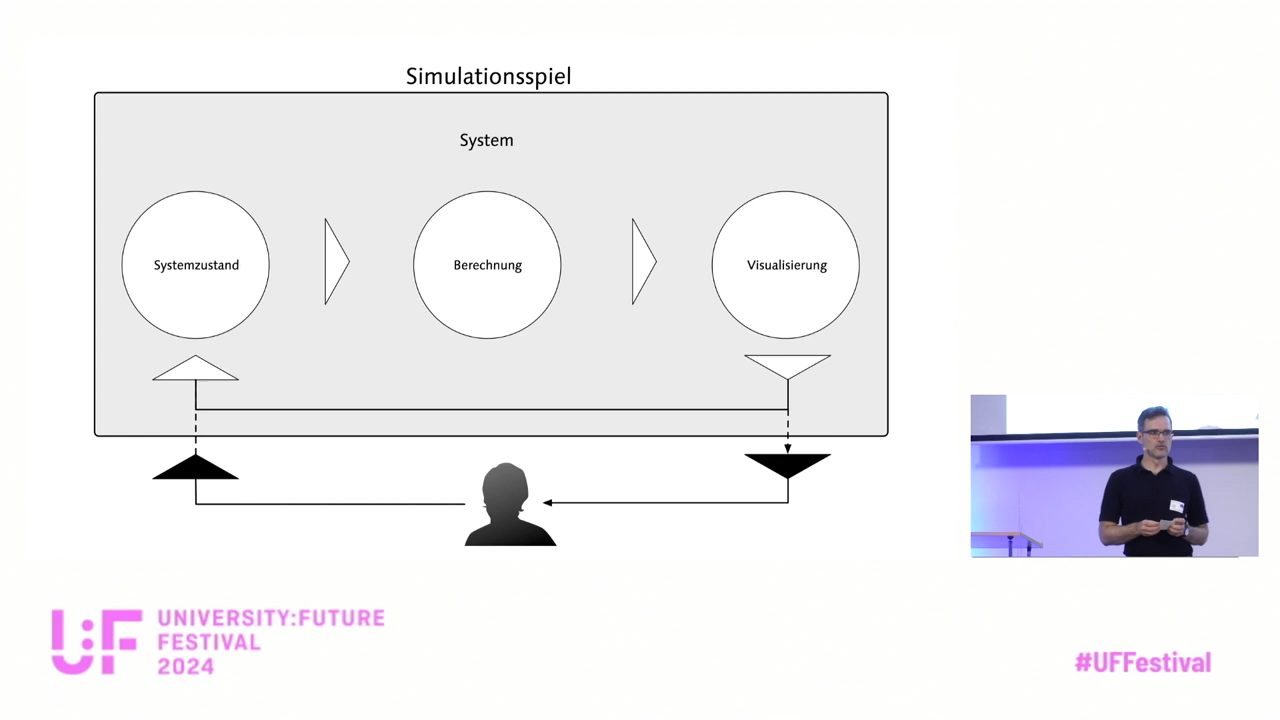 Simulationsspiel
System
Systemzustand
Berechnung
Visualisierung
U:F
UNIVERSITY:FUTURE
FESTIVAL
2024
#UFFestival